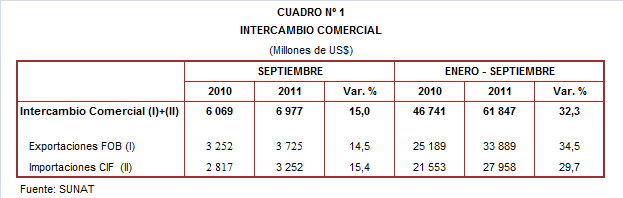 CUADRO Nº 1
INTERCAMBIO COMERCIAL
(Millones de US$)
SEPTIEMBRE ENERO - SEPTIEMBRE
2010 2011 Var. % 2010 2011 Var. %
Intercambio Comercial (I)+(II) 6 069 6 977 15,0 46 741 61 847 32,3
Exportaciones FOB (I) 3 252 3 725 14,5 25 189 33 889 34,5
Importaciones CIF (II) 2 817 3 252 15,4 21 553 27 958 29,7
Fuente: SUNAT